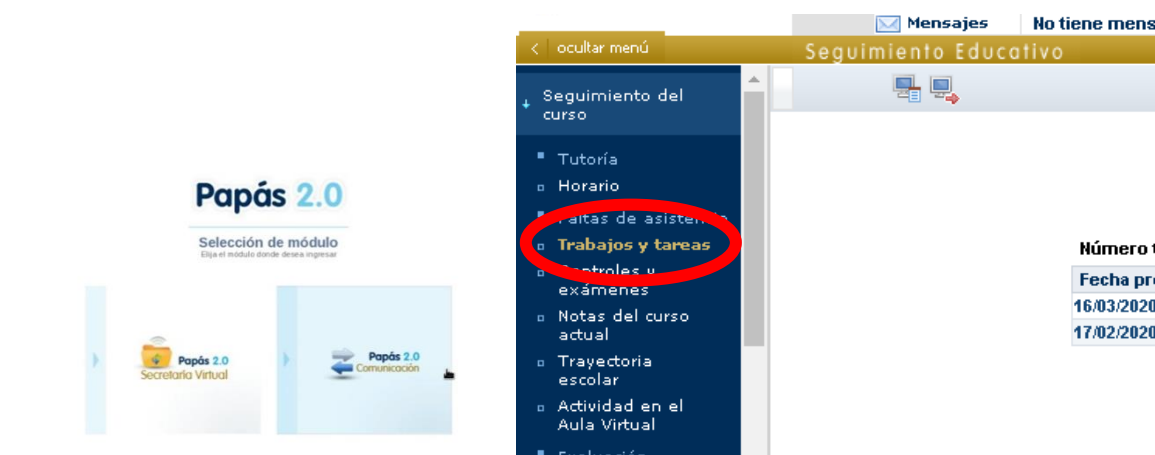 Papás 2.0
Selección de módulo
Elija el módulo donde desea ingresar
Papás 2.0
Secretaría Virtual
Papás 2.0
Comunicación
Mensajes
No tiene mens
ocultar menú
Seguimiento Educativo
Seguimiento del
curso
Tutoría
Horario
Faltas de asistencia
Trabajos y tareas
Controles y
exámenes
Notas del curso
actual
Trayectoria
escolar
Actividad en el
Aula Virtual
Evaluación
Número t
Fecha pr
16/03/2020
17/02/2020